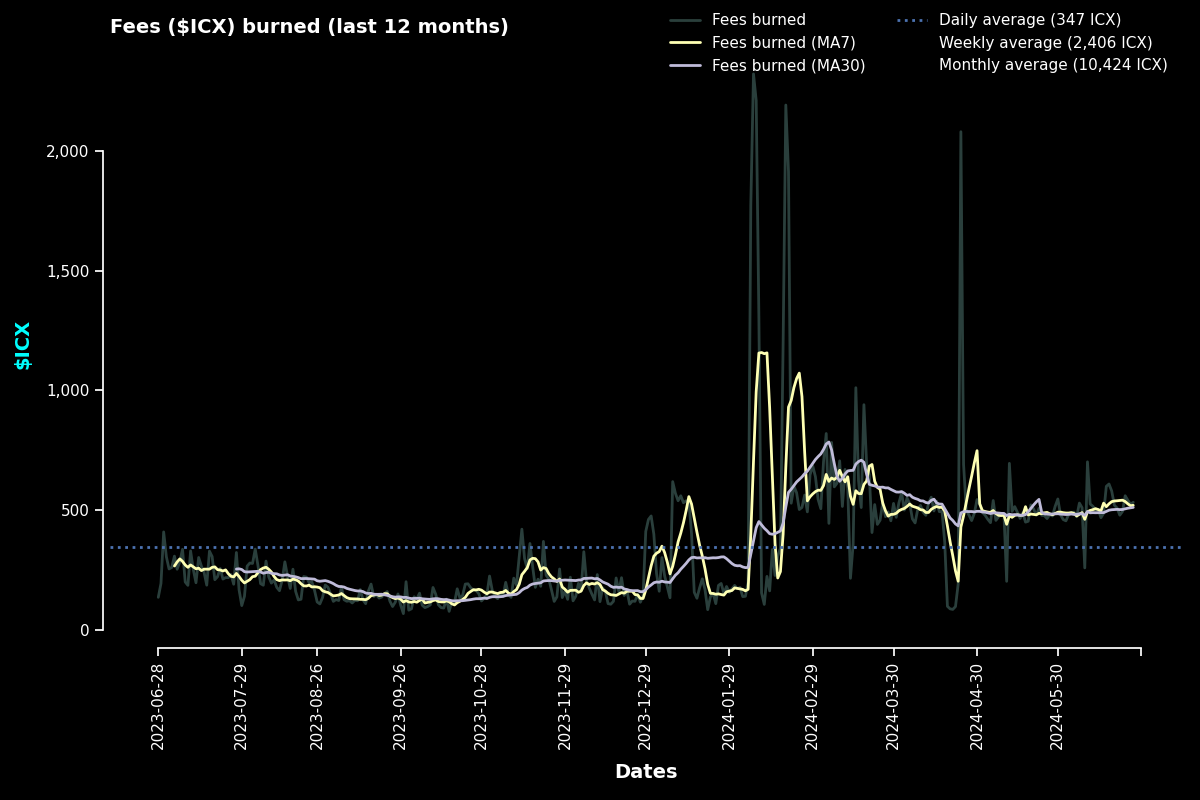 Fees ($ICX) burned (last 12 months)
Fees burned
Fees burned (MA7)
Fees burned (MA30)
Daily average (347 ICX)
Weekly average (2,406 ICX)
Monthly average (10,424 ICX)
$ICX
2,000
1,500
1,000
500
0
2023-06-28
2023-07-29
2023-08-26
2023-09-26
2023-10-28
2023-11-29
2023-12-29
2024-01-29
2024-02-29
2024-03-30
2024-04-30
2024-05-30
Dates